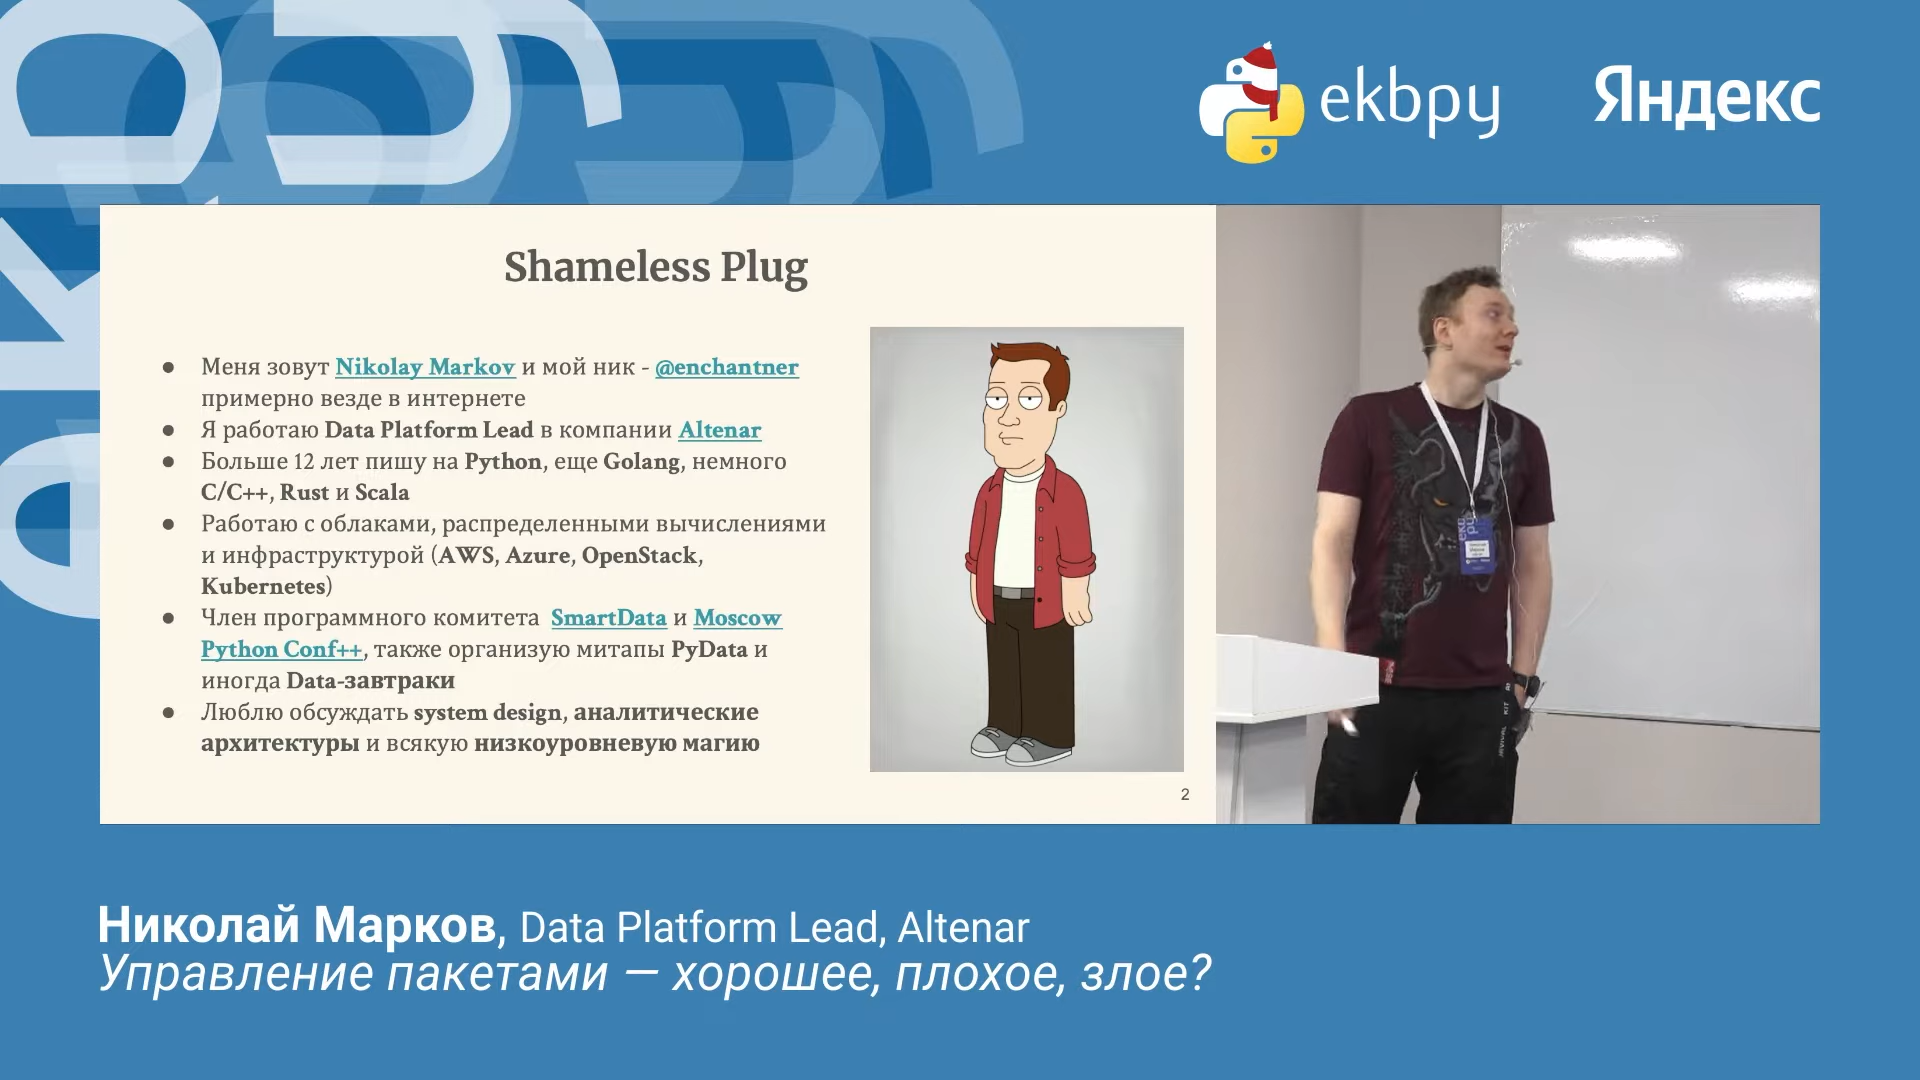 ekbpy
Яндекс
Shameless Plug
● Меня зовут Nikolay Markov и мой ник - @enchantner
примерно везде в интернете
● Я работаю Data Platform Lead в компании Altenar
● Больше 12 лет пишу на Python, еще Golang, немного
C/C++, Rust и Scala
● Работаю с облаками, распределенными вычислениями
и инфраструктурой (AWS, Azure, OpenStack,
Kubernetes)
● Член программного комитета SmartData и Moscow
Python Conf++, также организую митапы PyData и
иногда Data-завтраки
● Люблю обсуждать system design, аналитические
архитектуры и всякую низкоуровневую магию
2
Николай Марков, Data Platform Lead, Altenar
Управление пакетами — хорошее, плохое, злое?